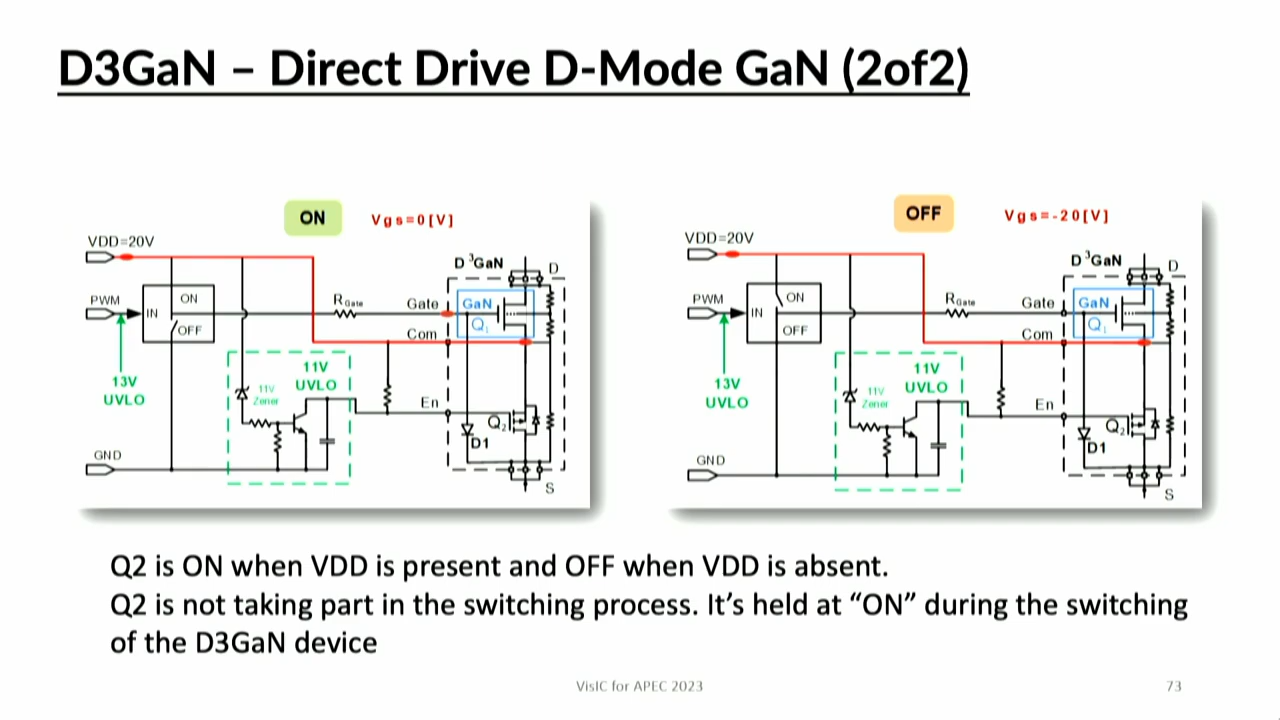 D3GaN – Direct Drive D-Mode GaN (2of2)
ON
Vgs=0[V]
VDD=20V
D³GaN
D
PWM
ON
IN
OFF
RGate
Gate
GaN
Q1
Com
13V
UVLO
11V
UVLO
11V
Zener
En
Q2
D1
GND
S
OFF
Vgs=-20[V]
VDD=20V
D³GaN
D
PWM
ON
IN
OFF
RGate
Gate
GaN
Q1
Com
13V
UVLO
11V
UVLO
11V
Zener
En
Q2
D1
GND
S
Q2 is ON when VDD is present and OFF when VDD is absent.
Q2 is not taking part in the switching process. It’s held at “ON” during the switching
of the D3GaN device
VisIC for APEC 2023
73